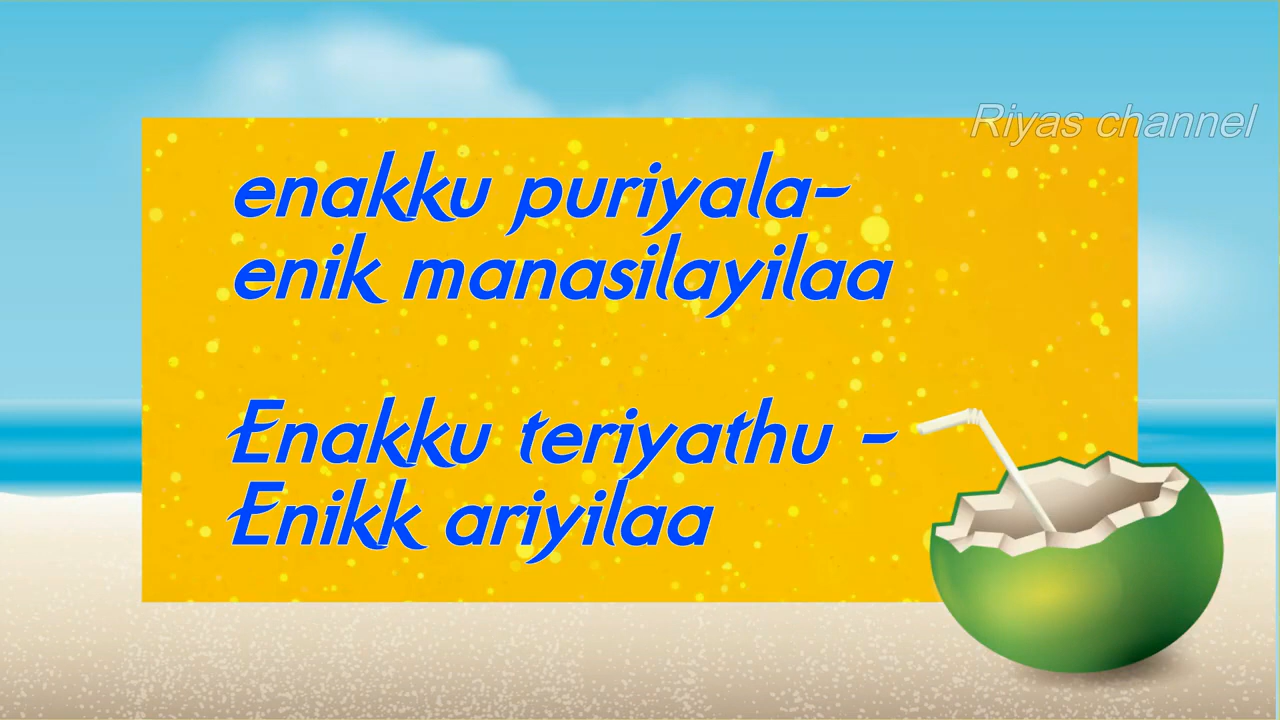 Riyas channel
enakku puriyala-
enik manasilayilaa
Enakku teriyathu -
Enikk ariyilaa